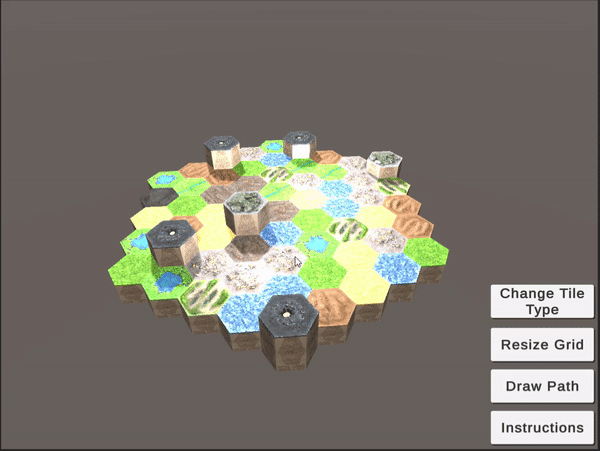 Change Tile
Type
Resize Grid
Draw Path
Instructions